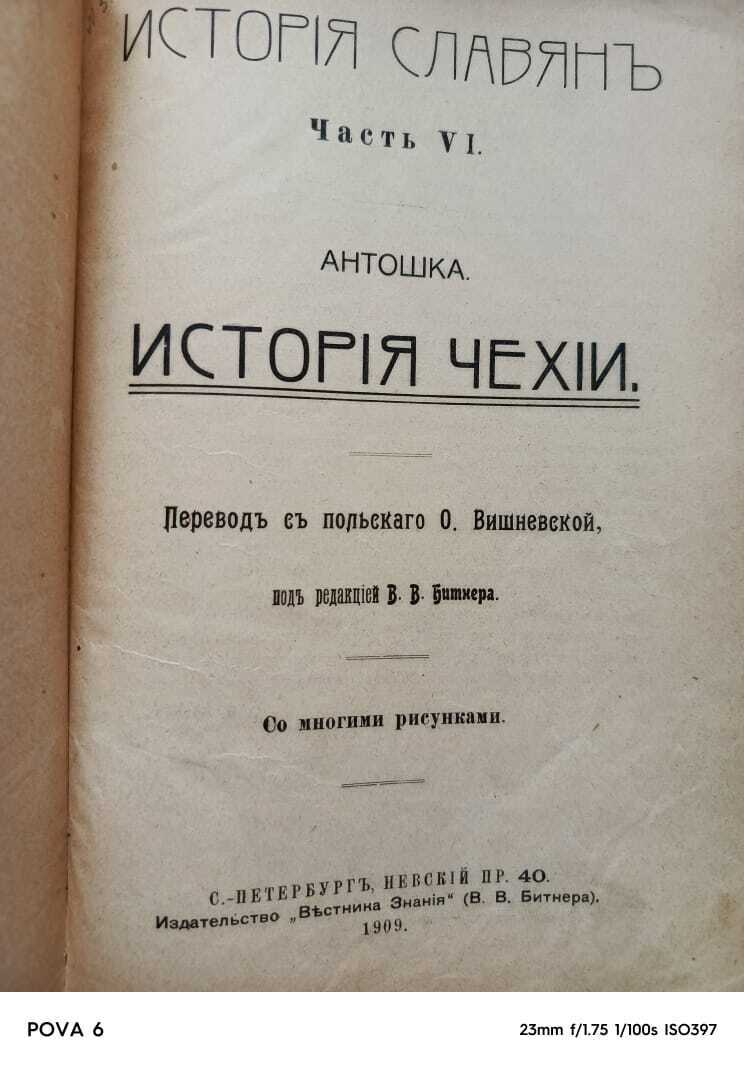 ИСТОРІЯ СЛАВЯНЪ
Часть VI.
АНТОШКА.
ИСТОРІЯ ЧЕХІИ.
Переводъ съ польскаго О. Вишневской,
подъ редакціей В. В. Битнера.
Со многими рисунками.
С.-ПЕТЕРБУРГЪ, НЕВСКІЙ ПР. 40.
Издательство „Вѣстника Знанія“ (В. В. Битнера).
1909.
POVA 6
23mm f/1.75 1/100s ISO397